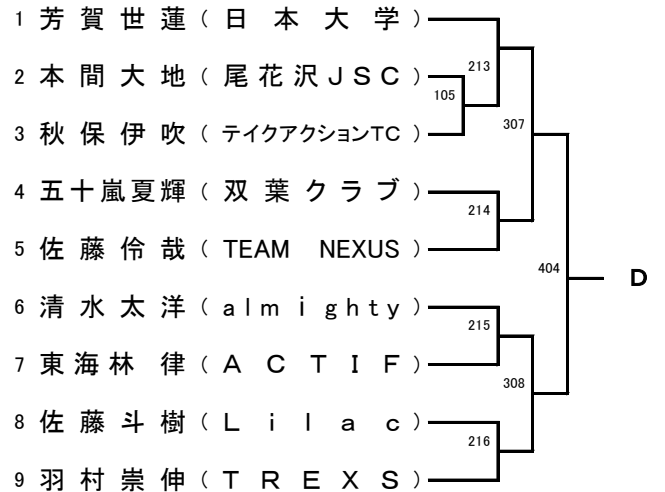 1 芳賀世蓮(日本大学)
213
2 本間大地(尾花沢JSC)
105
307
3 秋保伊吹(テイクアクションTC)
4 五十嵐夏輝(双葉クラブ)
214
5 佐藤伶哉(TEAM NEXUS)
404
D
6 清水太洋(almighty)
215
7 東海林 律(ACTIF)
308
8 佐藤斗樹(Lilac)
216
9 羽村崇伸(TREXS)